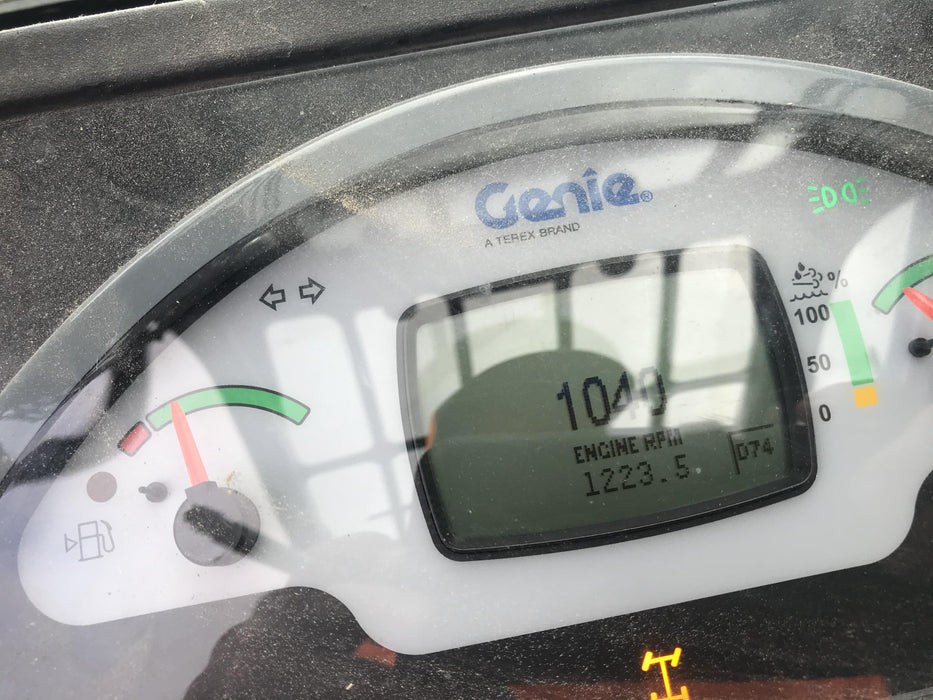 Genie®
A TEREX BRAND
%
100
50
0
1040
ENGINE RPM
1223.5
D74